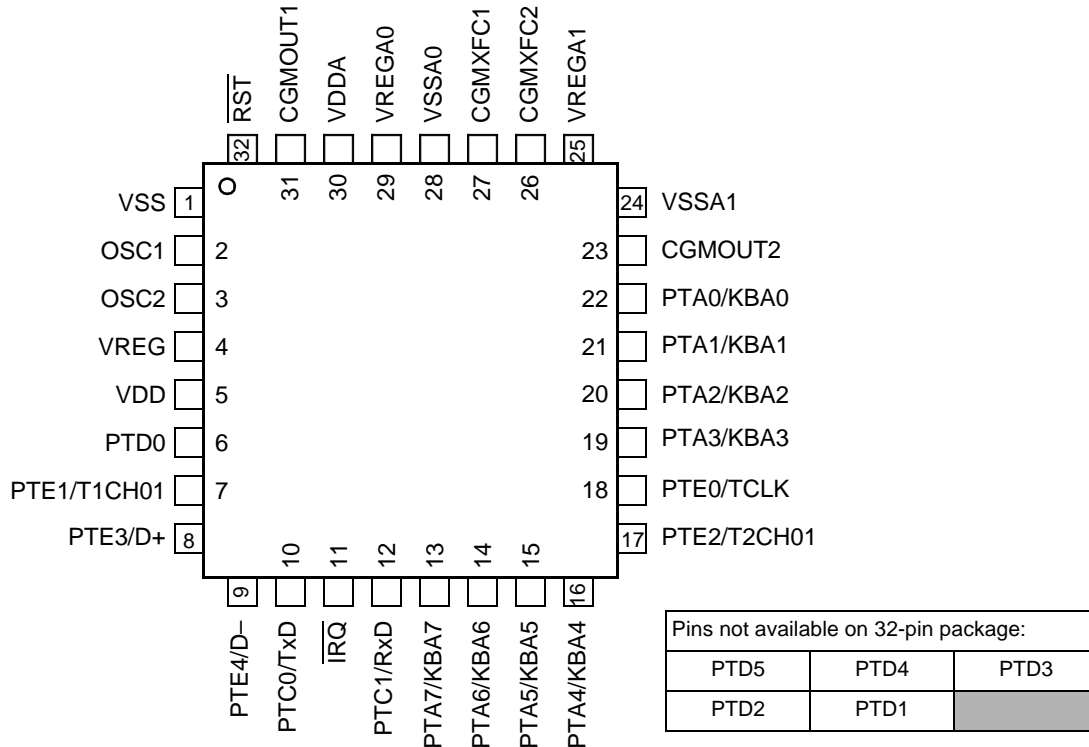 RST
CGMOUT1
VDDA
VREGA0
VSSA0
CGMXFC1
CGMXFC2
VREGA1
32
31
30
29
28
27
26
25
VSS 1
OSC1 2
OSC2 3
VREG 4
VDD 5
PTD0 6
PTE1/T1CH01 7
PTE3/D+ 8
24 VSSA1
23 CGMOUT2
22 PTA0/KBA0
21 PTA1/KBA1
20 PTA2/KBA2
19 PTA3/KBA3
18 PTE0/TCLK
17 PTE2/T2CH01
9
10
11
12
13
14
15
16
PTE4/D–
PTC0/TxD
IRQ
PTC1/RxD
PTA7/KBA7
PTA6/KBA6
PTA5/KBA5
PTA4/KBA4
Pins not available on 32-pin package:
PTD5 PTD4 PTD3
PTD2 PTD1